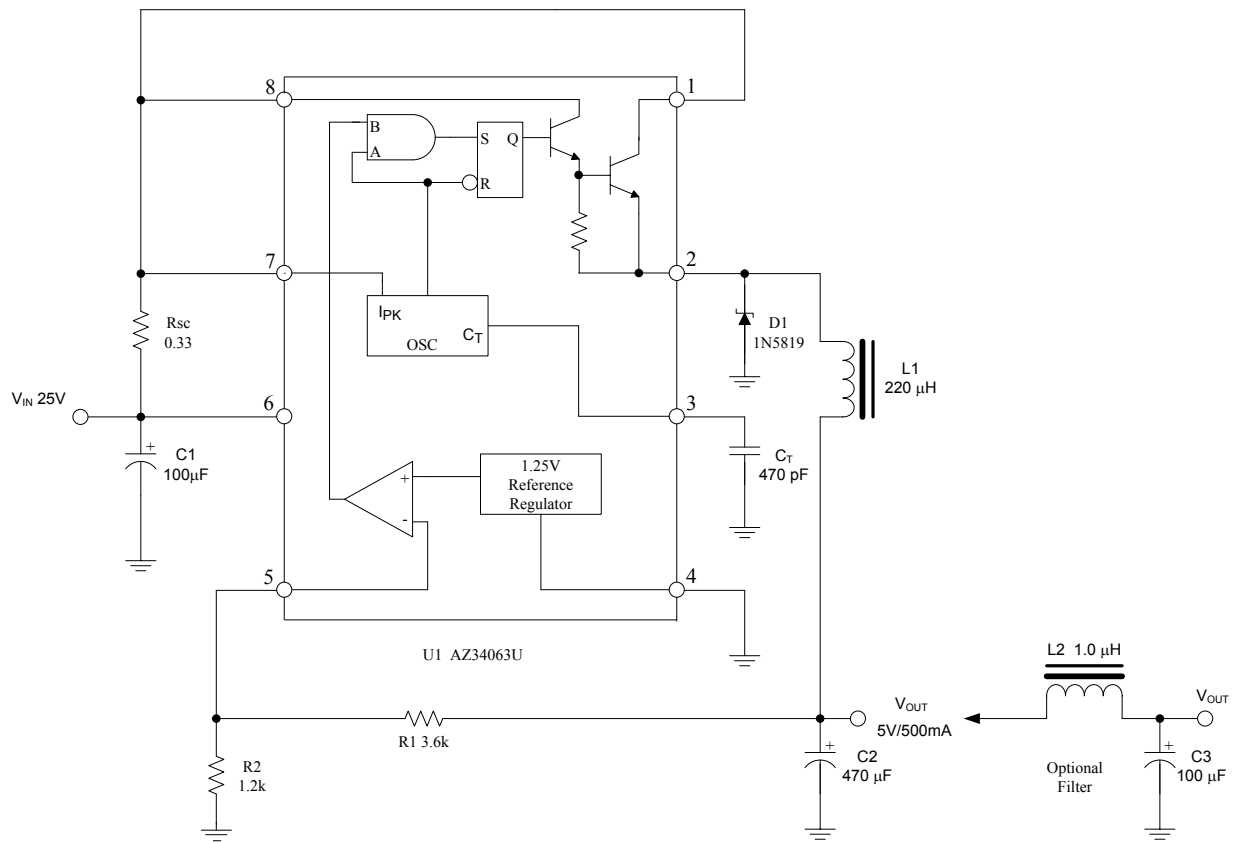 8
1
B
A
S
Q
R
7
2
Rsc
0.33
IPK
CT
OSC
D1
1N5819
L1
220 µH
VIN 25V
6
3
+
C1
100µF
CT
470 pF
1.25V
Reference
Regulator
+
-
5
4
U1 AZ34063U
L2 1.0 µH
VOUT
5V/500mA
VOUT
R1 3.6k
R2
1.2k
+
C2
470 µF
Optional
Filter
+
C3
100 µF